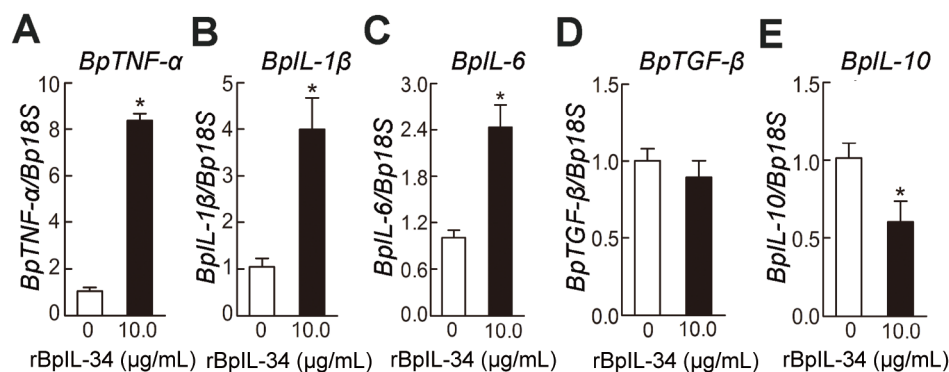 A B C D E
BpTNF-α BpIL-1β BpIL-6 BpTGF-β BpIL-10
BpTNF-α/Bp18S
10
8
6
4
2
0
*
0 10.0
rBpIL-34 (μg/mL)
BpIL-1β/Bp18S
5
4
3
2
1
0
*
0 10.0
rBpIL-34 (μg/mL)
BpIL-6/Bp18S
3.0
2.4
1.8
1.2
0.6
0.0
*
0 10.0
rBpIL-34 (μg/mL)
BpTGF-β/Bp18S
1.5
1.0
0.5
0.0
0 10.0
rBpIL-34 (μg/mL)
BpIL-10/Bp18S
1.5
1.0
0.5
0.0
*
0 10.0
rBpIL-34 (μg/mL)